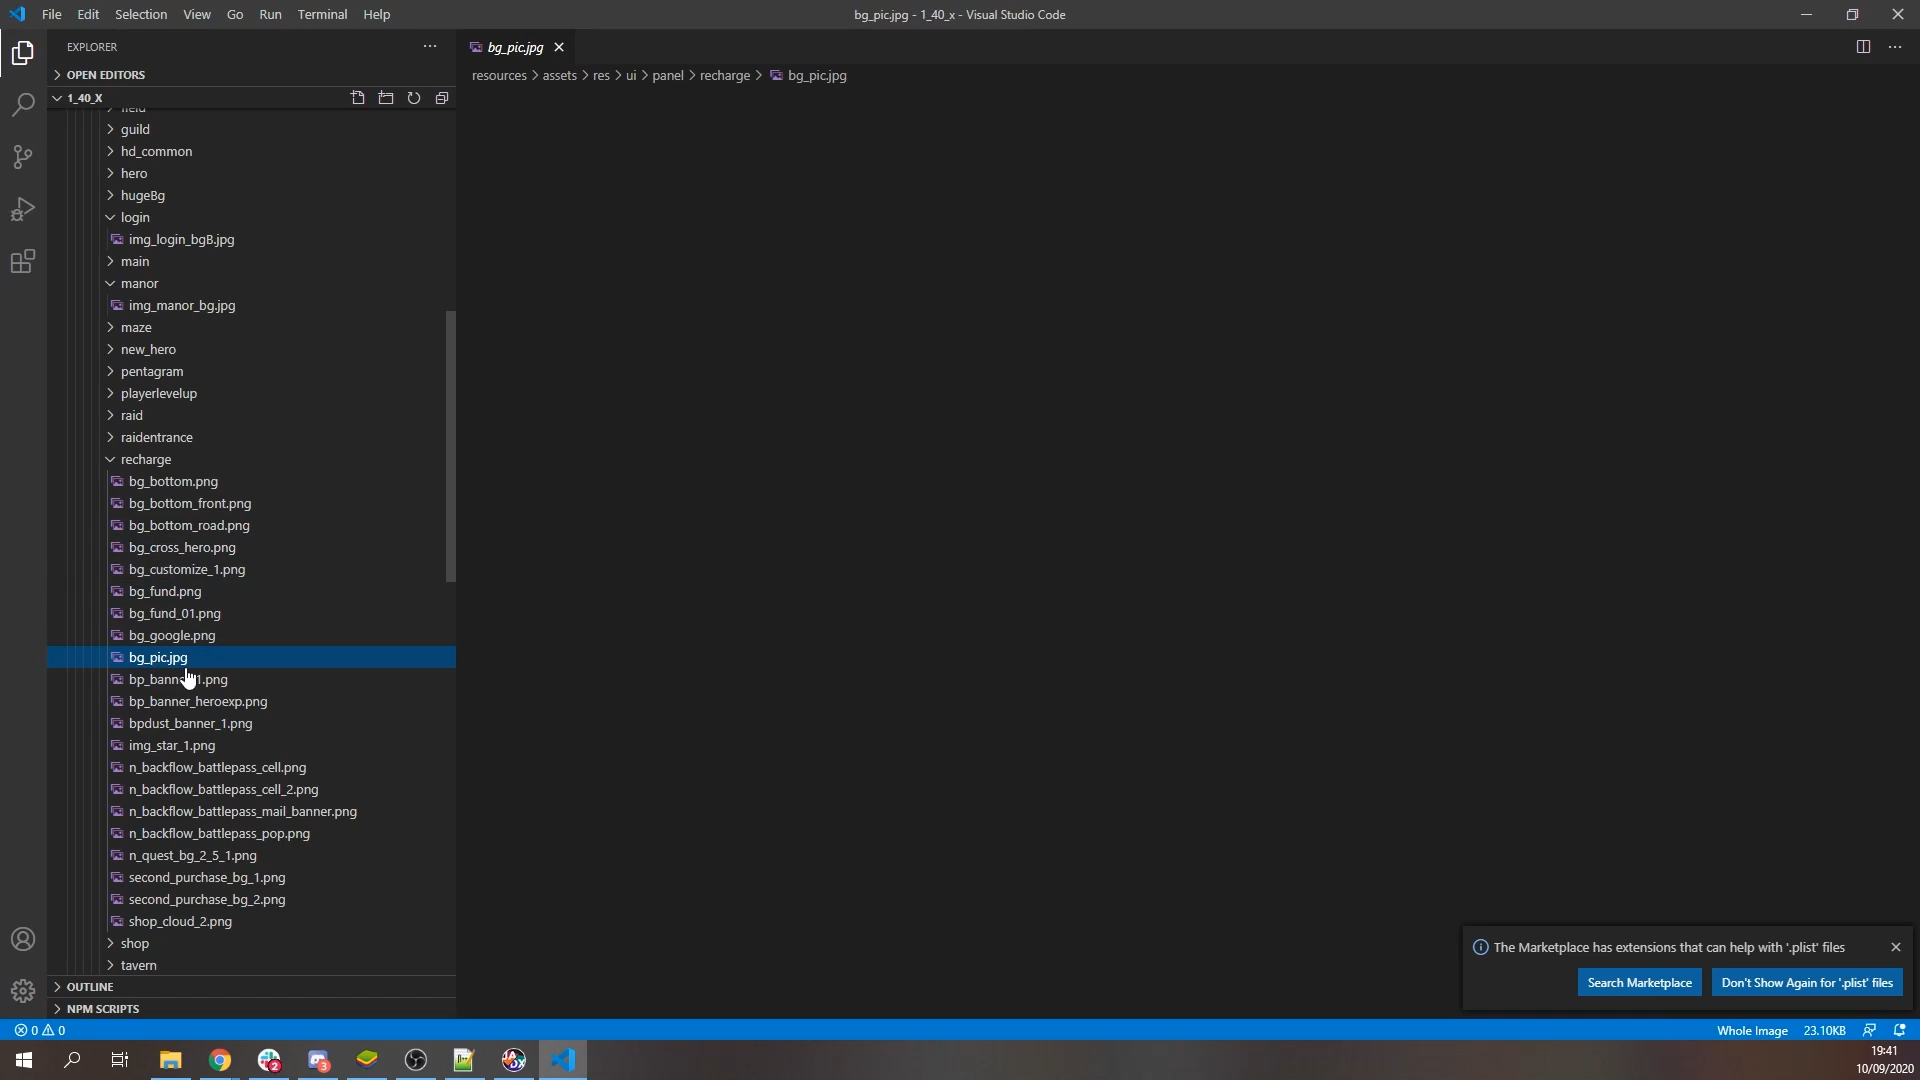 File Edit Selection View Go Run Terminal Help
bg_pic.jpg - 1_40_x - Visual Studio Code
EXPLORER
OPEN EDITORS
1_40_X
field
guild
hd_common
hero
hugeBg
login
img_login_bgB.jpg
main
manor
img_manor_bg.jpg
maze
new_hero
pentagram
playerlevelup
raid
raidentrance
recharge
bg_bottom.png
bg_bottom_front.png
bg_bottom_road.png
bg_cross_hero.png
bg_customize_1.png
bg_fund.png
bg_fund_01.png
bg_google.png
bg_pic.jpg
bp_banner_1.png
bp_banner_heroexp.png
bpdust_banner_1.png
img_star_1.png
n_backflow_battlepass_cell.png
n_backflow_battlepass_cell_2.png
n_backflow_battlepass_mail_banner.png
n_backflow_battlepass_pop.png
n_quest_bg_2_5_1.png
second_purchase_bg_1.png
second_purchase_bg_2.png
shop_cloud_2.png
shop
tavern
OUTLINE
NPM SCRIPTS
bg_pic.jpg
resources > assets > res > ui > panel > recharge > bg_pic.jpg
The Marketplace has extensions that can help with '.plist' files
Search Marketplace
Don't Show Again for '.plist' files
0 0
Whole Image 23.10KB
2
3
19:41
10/09/2020